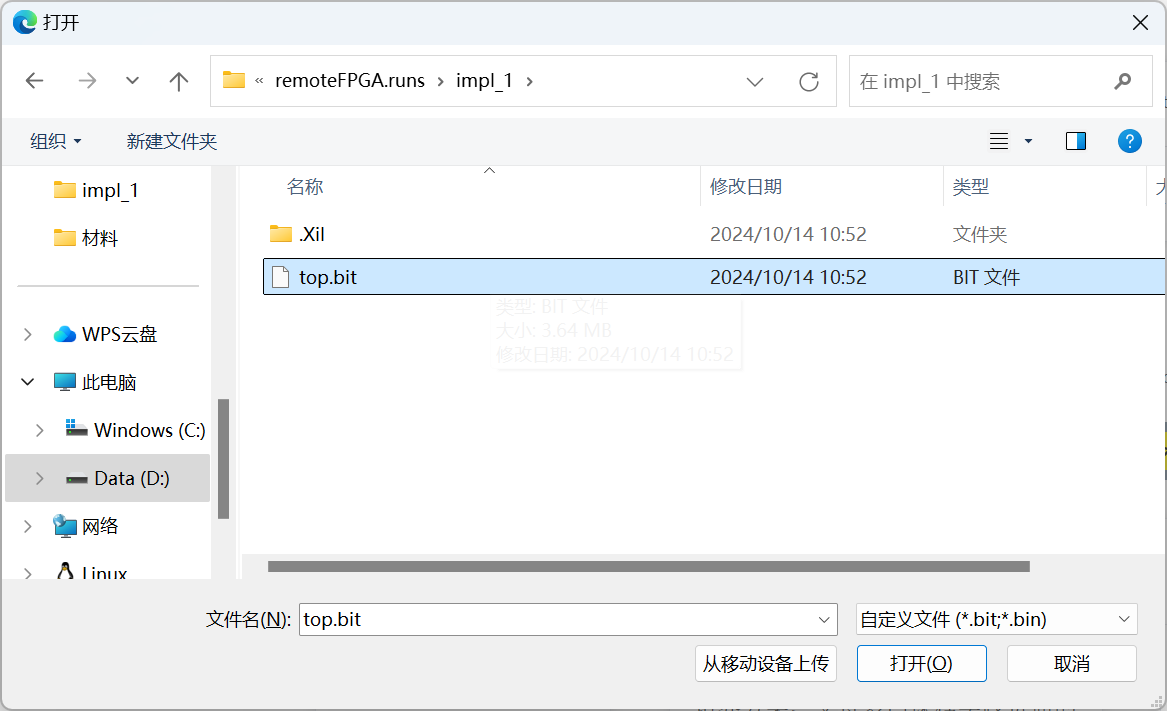 打开
« remoteFPGA.runs › impl_1 ›
在 impl_1 中搜索
组织
新建文件夹
?
impl_1
材料
WPS云盘
此电脑
Windows (C:)
Data (D:)
网络
Linux
名称
修改日期
类型
.Xil
2024/10/14 10:52
文件夹
top.bit
2024/10/14 10:52
BIT 文件
类型: BIT 文件
大小: 3.64 MB
修改日期: 2024/10/14 10:52
文件名(N):
top.bit
自定义文件 (*.bit;*.bin)
从移动设备上传
打开(O)
取消